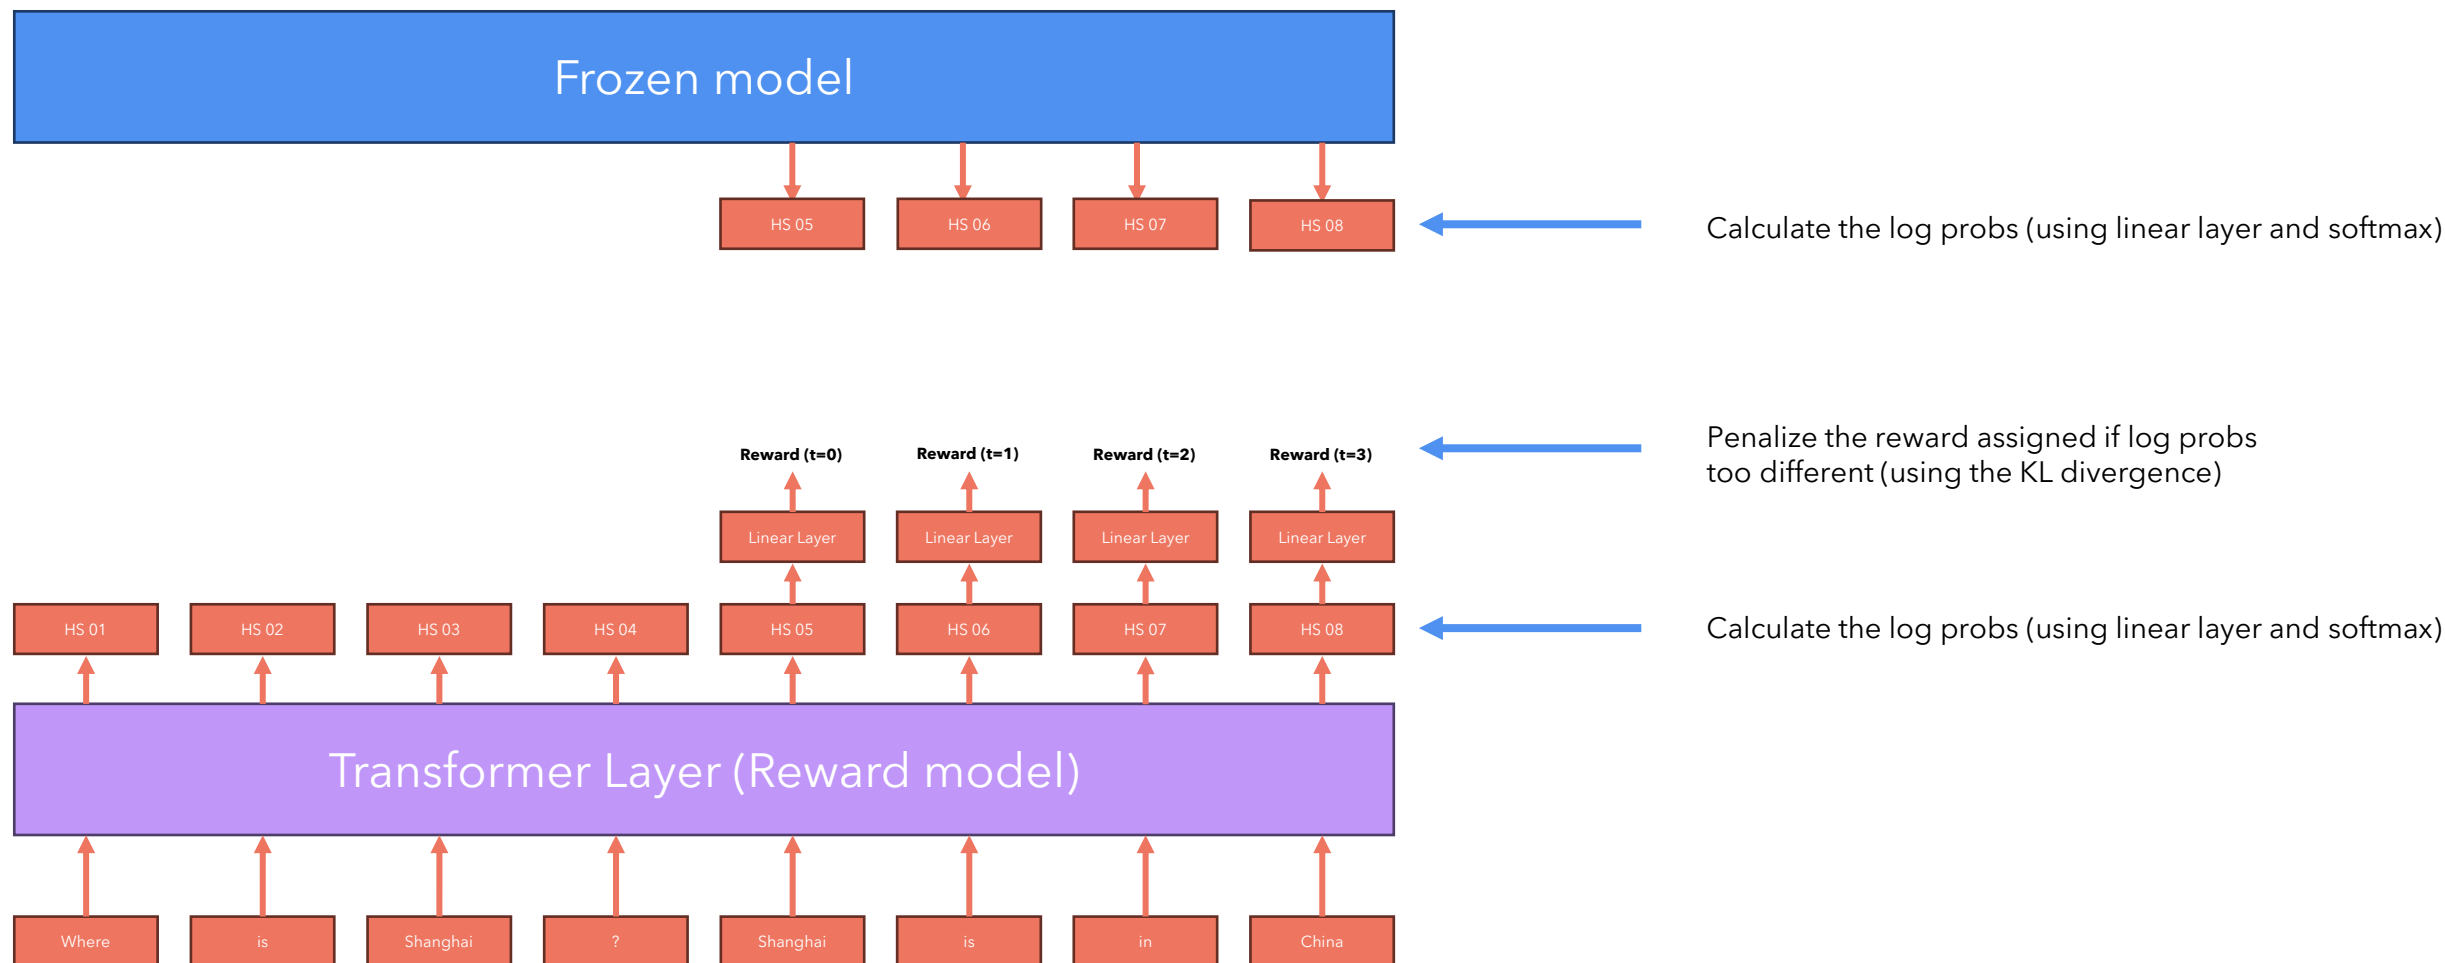 Frozen model
HS 05 HS 06 HS 07 HS 08
Calculate the log probs (using linear layer and softmax)
Reward (t=0) Reward (t=1) Reward (t=2) Reward (t=3)
Penalize the reward assigned if log probs
too different (using the KL divergence)
Linear Layer Linear Layer Linear Layer Linear Layer
HS 01 HS 02 HS 03 HS 04 HS 05 HS 06 HS 07 HS 08
Calculate the log probs (using linear layer and softmax)
Transformer Layer (Reward model)
Where is Shanghai ? Shanghai is in China